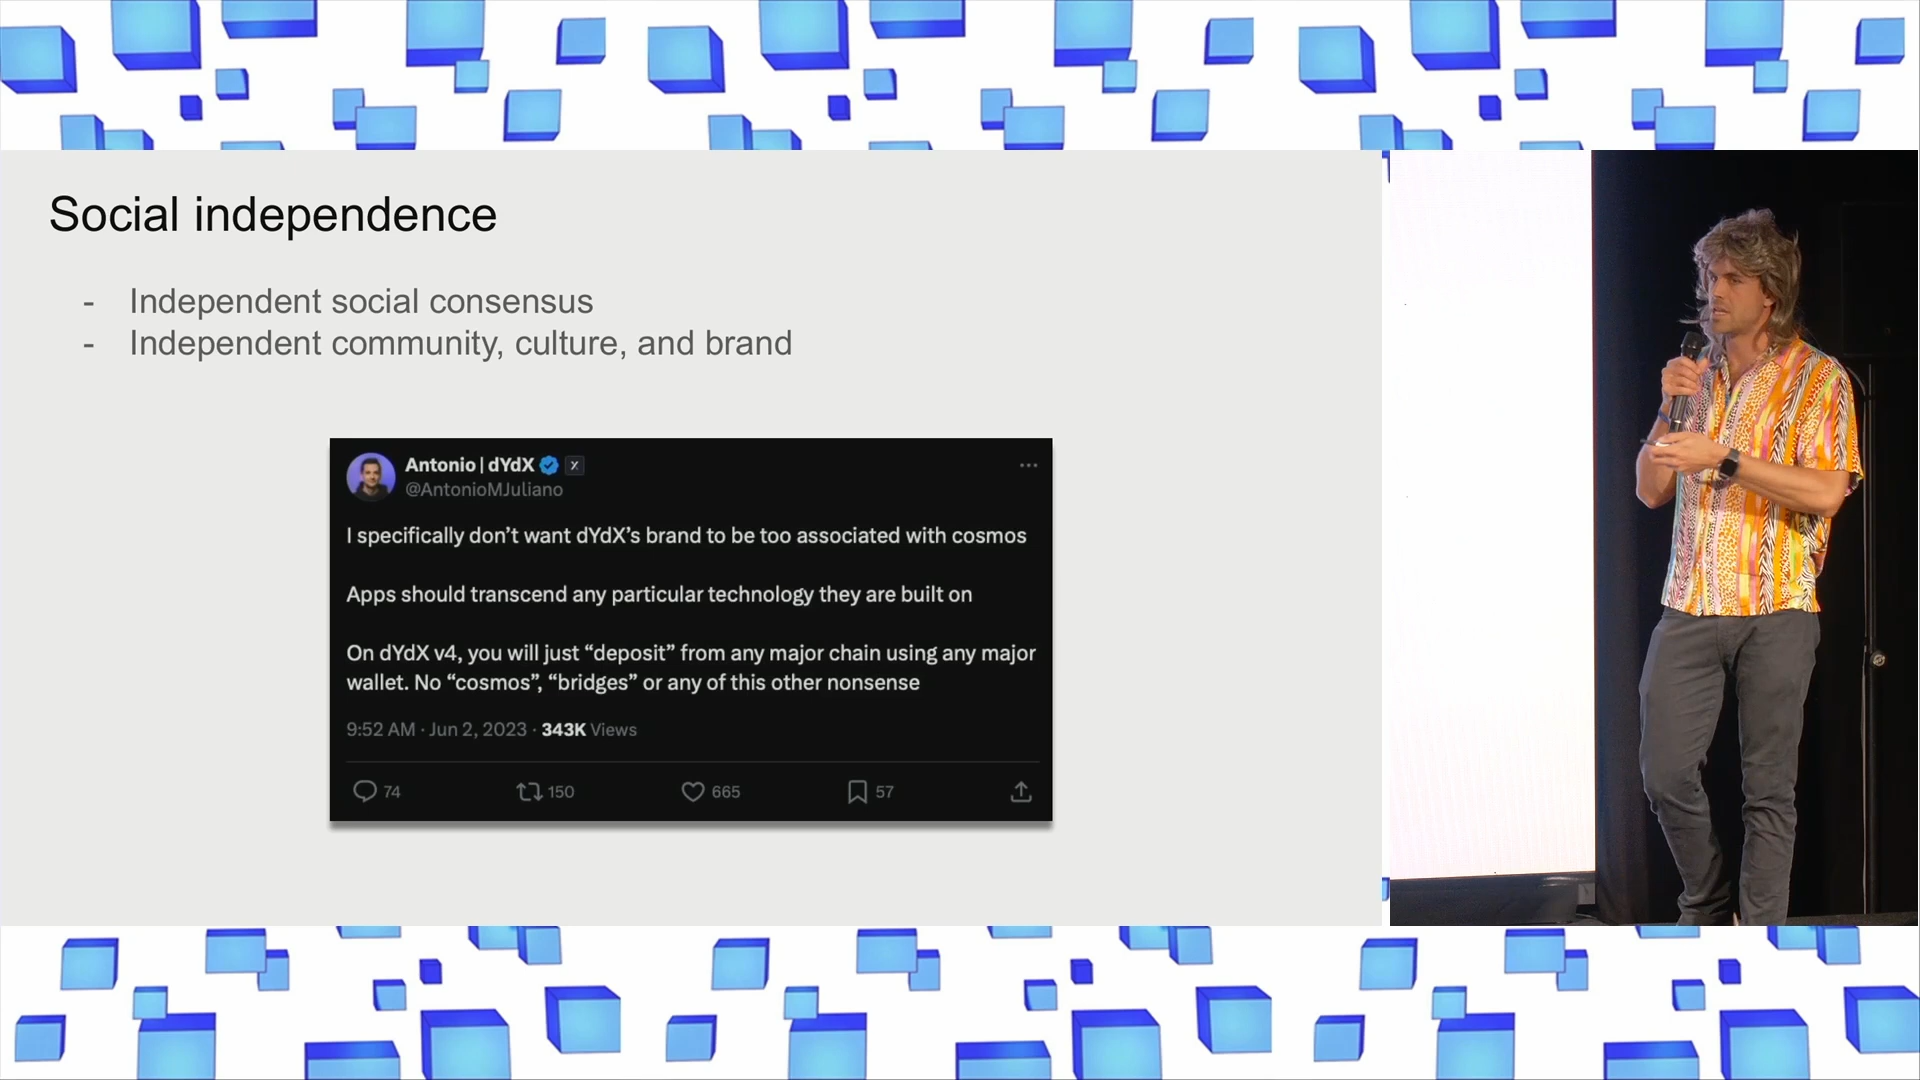 Social independence
- Independent social consensus
- Independent community, culture, and brand
Antonio | dYdX X
@AntonioMJuliano
I specifically don’t want dYdX’s brand to be too associated with cosmos
Apps should transcend any particular technology they are built on
On dYdX v4, you will just “deposit” from any major chain using any major
wallet. No “cosmos”, “bridges” or any of this other nonsense
9:52 AM · Jun 2, 2023 · 343K Views
74 150 665 57